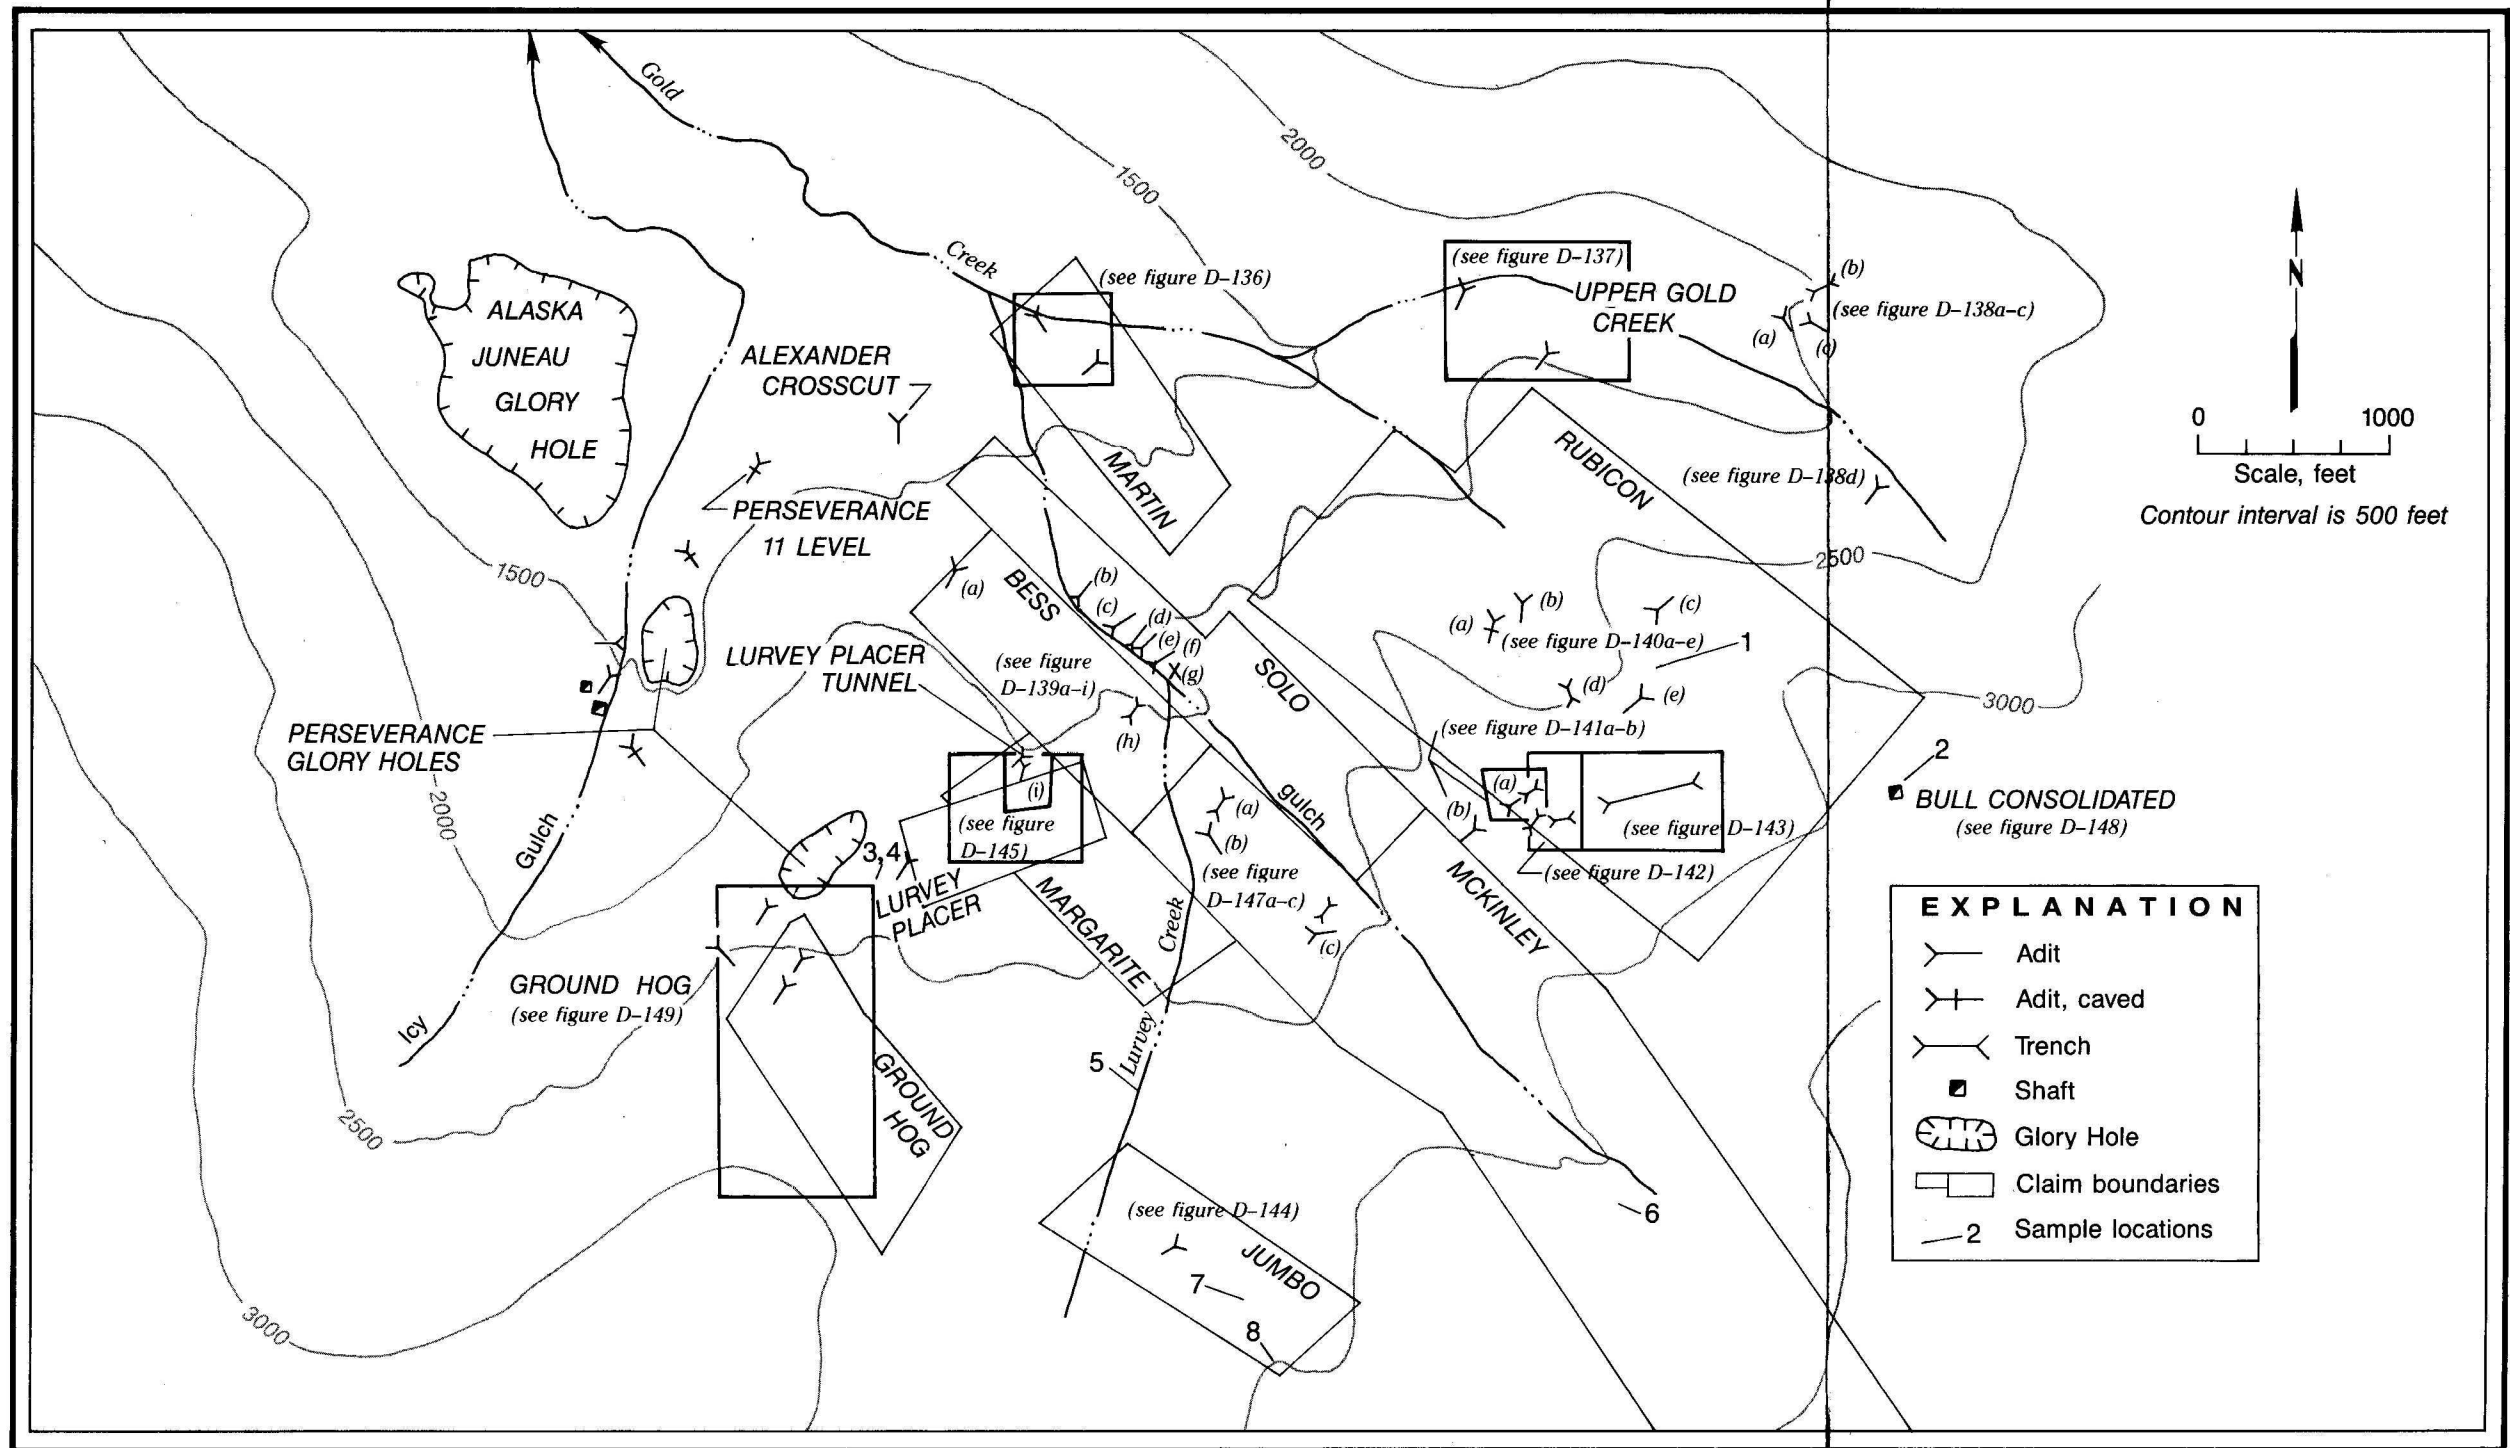 Gold
2000
1500
Creek
(see figure D-136)
(see figure D-137)
UPPER GOLD
CREEK
(b)
(see figure D-138a-c)
(a)
(c)
N
ALASKA
JUNEAU
GLORY
HOLE
ALEXANDER
CROSSCUT
0 1000
Scale, feet
Contour interval is 500 feet
MARTIN
RUBICON
(see figure D-138d)
PERSEVERANCE
11 LEVEL
2500
1500
(a)
BESS
(b)
(c)
(d)
(e)
(f)
(g)
(a)
(b)
(c)
(see figure D-140a-e)
1
(d)
(e)
LURVEY PLACER
TUNNEL
(see figure
D-139a-i)
(h)
SOLO
3000
PERSEVERANCE
GLORY HOLES
(see figure D-141a-b)
(a)
(b)
2
BULL CONSOLIDATED
(see figure D-148)
2000
(i)
(see figure
D-145)
(a)
(b)
gulch
(see figure D-143)
(see figure D-142)
Gulch
3,4
LURVEY
PLACER
MARGARITE
Creek
(see figure
D-147a-c)
(c)
MCKINLEY
EXPLANATION
Adit
Adit, caved
Trench
Shaft
Glory Hole
Claim boundaries
2 Sample locations
GROUND HOG
(see figure D-149)
Icy
GROUND
HOG
5
Lurvey
2500
6
(see figure D-144)
JUMBO
7
8
3000